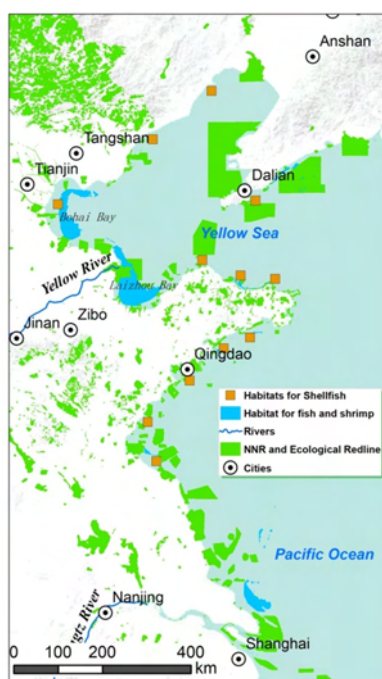 Anshan
Tangshan
Tianjin
Dalian
Bohai Bay
Yellow Sea
Yellow River
Laizhou Bay
Jinan
Zibo
Qingdao
Habitats for Shellfish
Habitat for fish and shrimp
Rivers
NNR and Ecological Redline
Cities
Pacific Ocean
Nanjing
River
Shanghai
0 100 200 400
km